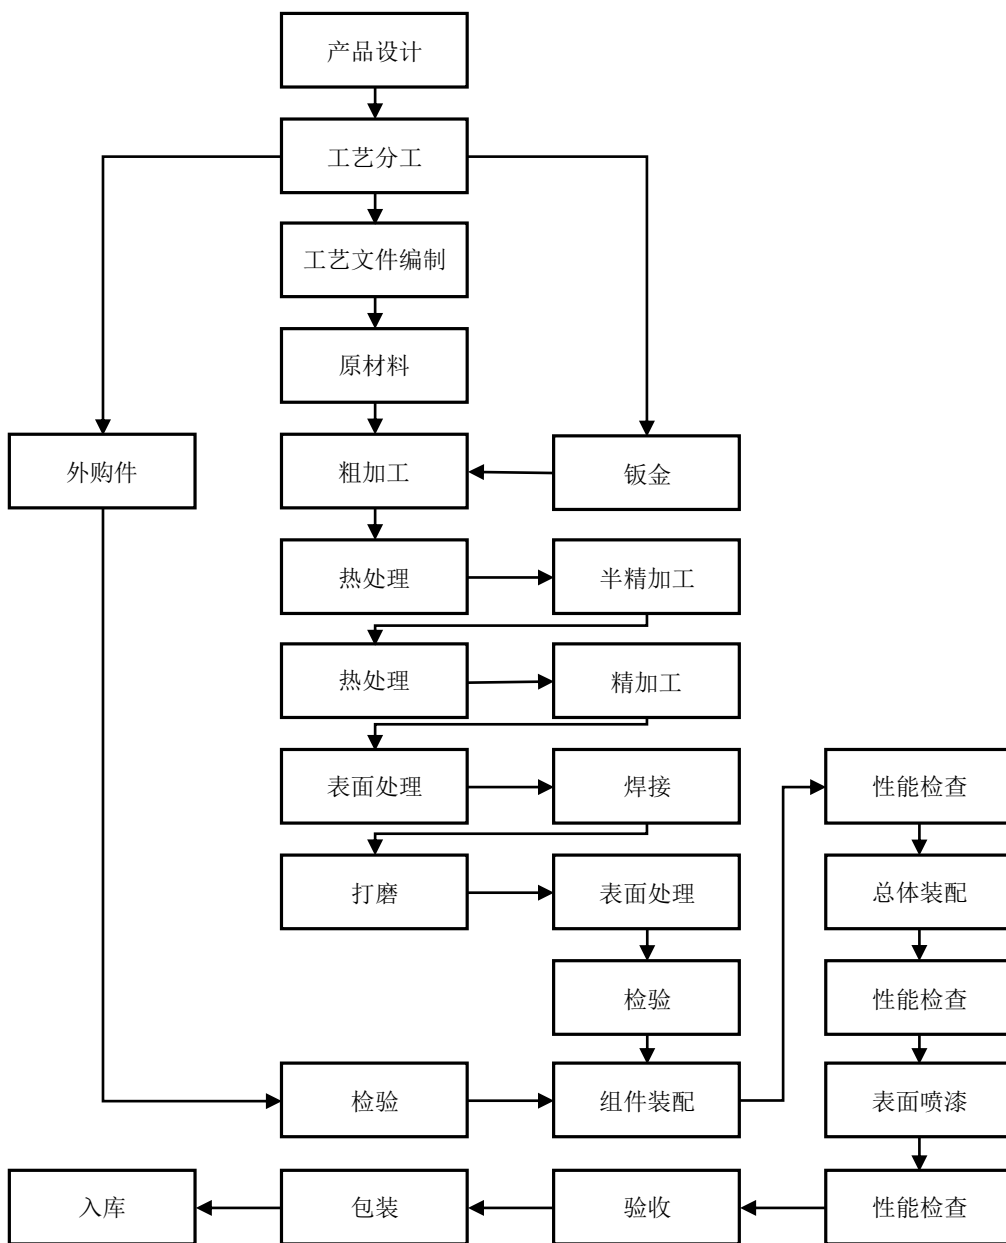 产品设计
工艺分工
工艺文件编制
原材料
外购件
粗加工
钣金
热处理
半精加工
热处理
精加工
表面处理
焊接
性能检查
打磨
表面处理
总体装配
检验
性能检查
检验
组件装配
表面喷漆
入库
包装
验收
性能检查